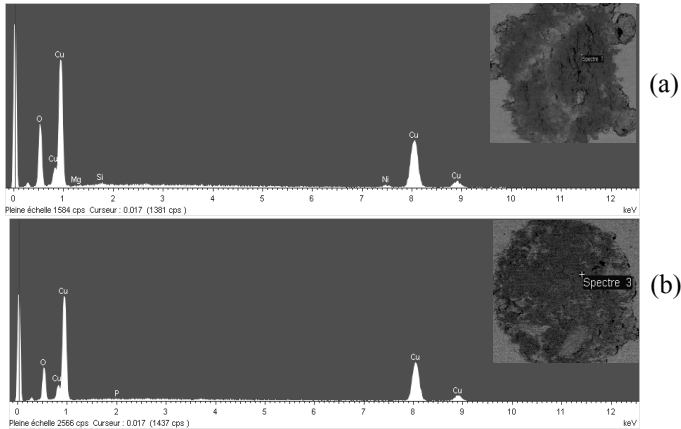 Cu
O
Cu
Mg
Si
Ni
Cu
Cu
Spectre 1
(a)
0 1 2 3 4 5 6 7 8 9 10 11 12
Pleine échelle 1584 cps Curseur : 0.017 (1381 cps) keV
Cu
O
Cu
P
Cu
Cu
Spectre 3
(b)
0 1 2 3 4 5 6 7 8 9 10 11 12
Pleine échelle 2566 cps Curseur : 0.017 (1437 cps) keV